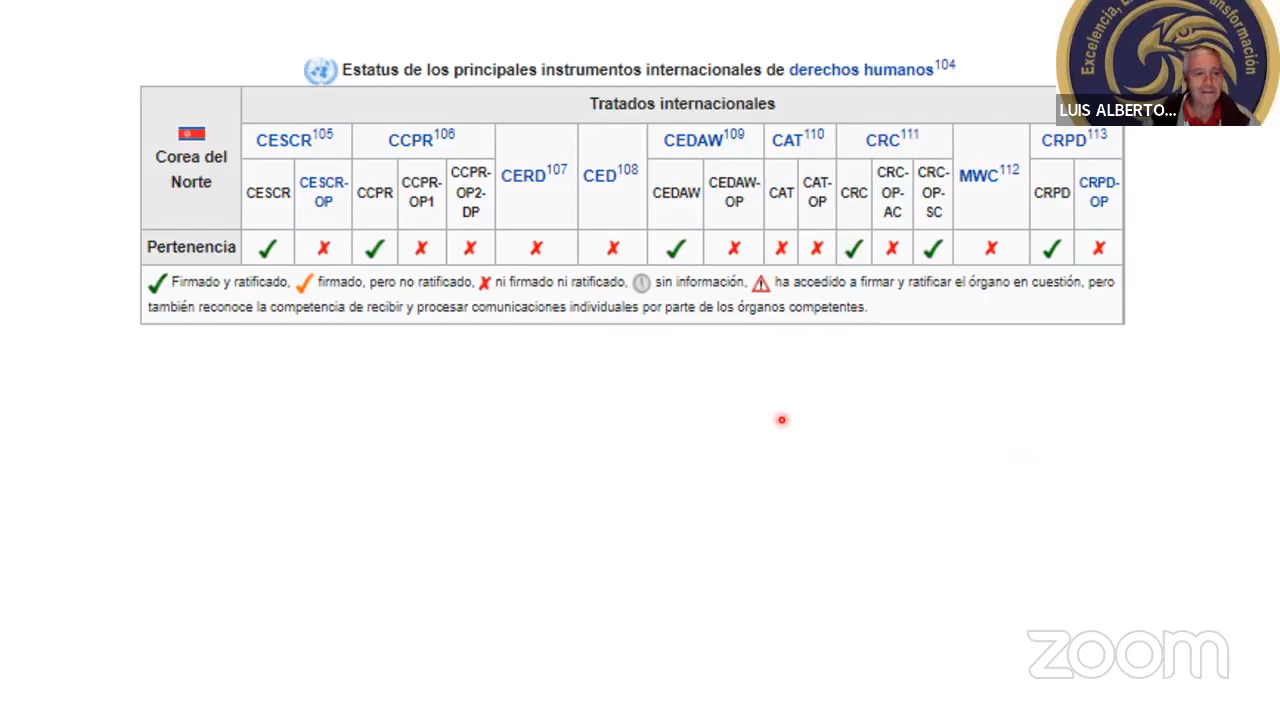 Excelencia,
transformación
LUIS ALBERTO...
Estatus de los principales instrumentos internacionales de derechos humanos104
Corea del
Norte
Tratados internacionales
CESCR105 CCPR106 CERD107 CED108 CEDAW109 CAT110 CRC111 MWC112 CRPD113
CESCR CESCR-OP CCPR CCPR-OP1 CCPR-OP2-DP CEDAW CEDAW-OP CAT CAT-OP CRC CRC-OP-AC CRC-OP-SC CRPD CRPD-OP
Pertenencia ✓ ✗ ✓ ✗ ✗ ✗ ✗ ✓ ✗ ✗ ✗ ✓ ✗ ✓ ✗ ✓ ✗
Firmado y ratificado, firmado, pero no ratificado, ni firmado ni ratificado, sin información, ha accedido a firmar y ratificar el órgano en cuestión, pero
también reconoce la competencia de recibir y procesar comunicaciones individuales por parte de los órganos competentes.
zoom